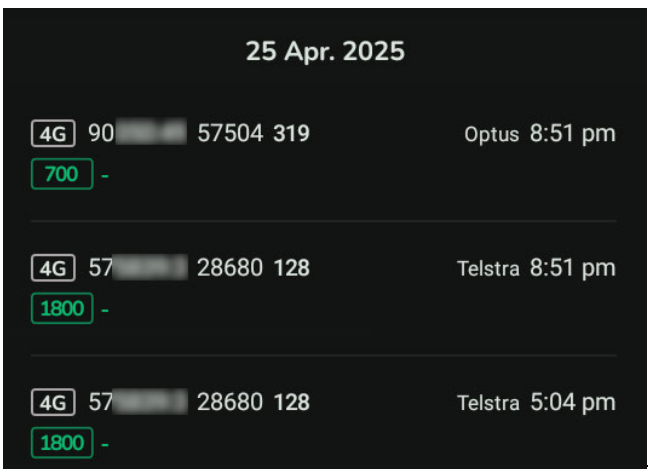 25 Apr. 2025
4G 90 57504 319 Optus 8:51 pm
700 -
4G 57 28680 128 Telstra 8:51 pm
1800 -
4G 57 28680 128 Telstra 5:04 pm
1800 -